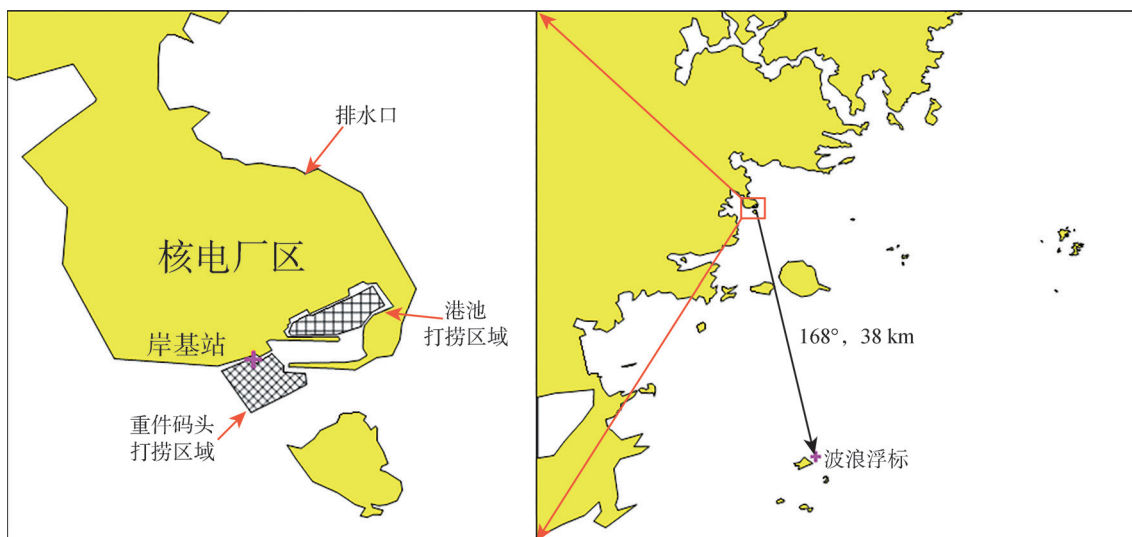 排水口
核电厂区
港池
打捞区域
岸基站
重件码头
打捞区域
168°，38 km
波浪浮标